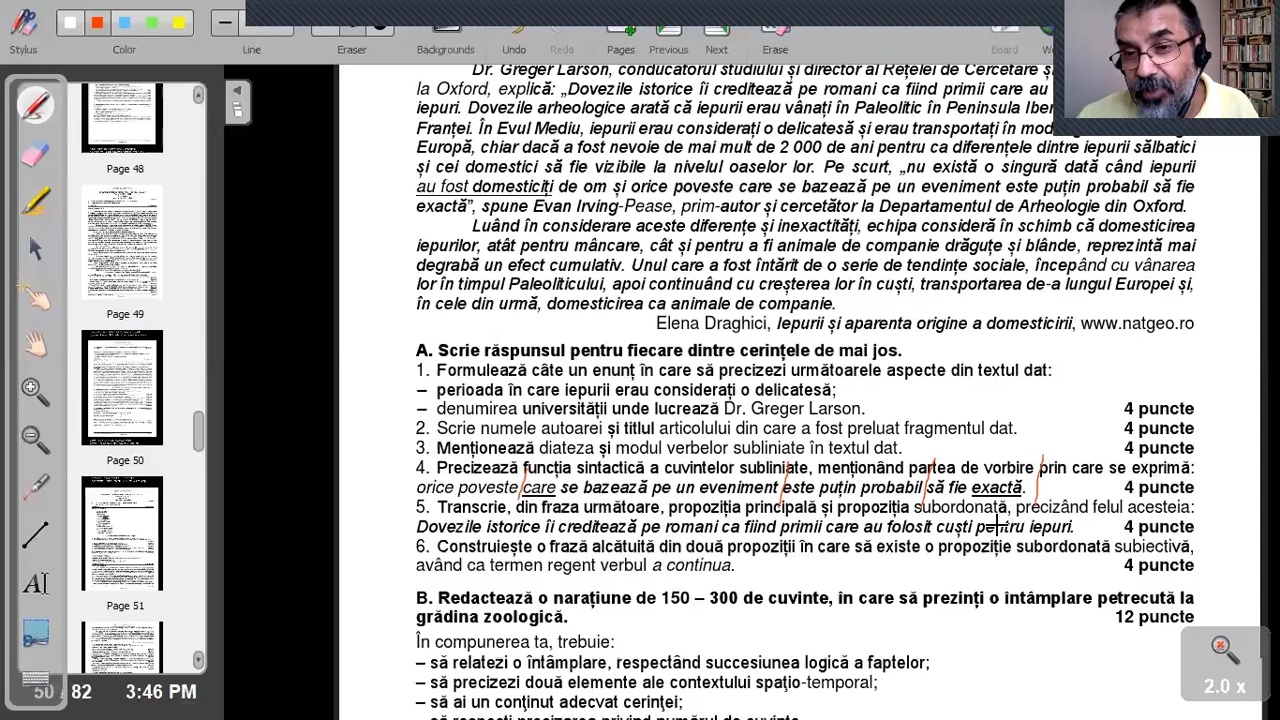 Stylus
Color
Line
Eraser
Backgrounds
Undo
Redo
Pages
Previous
Next
Erase
Board
Page 48
Page 49
Page 50
Page 51
50 / 82
3:46 PM
2.0 x
Dr. Greger Larson, conducătorul studiului și director al Rețelei de Cercetare și
la Oxford, explică: „Dovezile istorice îi creditează pe romani ca fiind primii care au
iepuri. Dovezile arheologice arată că iepurii erau vânați în Paleolitic în Peninsula
Franței. În Evul Mediu, iepurii erau considerați o delicatesă și erau transportați în
Europă, chiar dacă a fost nevoie de mai mult de 2 000 de ani pentru ca diferențele dintre iepurii sălbatici
și cei domestici să fie vizibile la nivelul oaselor lor. Pe scurt, „nu există o singură dată când iepurii
au fost domesticiți de om și orice poveste care se bazează pe un eveniment este puțin probabil să fie
exactă”, spune Evan Irving-Pease, prim-autor și cercetător la Departamentul de Arheologie din Oxford.
Luând în considerare aceste diferențe și inexactități, echipa consideră în schimb că domesticirea
iepurilor, atât pentru mâncare, cât și pentru a fi animale de companie drăguțe și blânde, reprezintă mai
degrabă un efect cumulativ. Unul care a fost întărit de o serie de tendințe sociale, începând cu vânarea
lor în timpul Paleoliticului, apoi continuând cu creșterea lor în cuști, transportarea de-a lungul Europei și,
în cele din urmă, domesticirea ca animale de companie.
Elena Draghici, Iepurii și aparenta origine a domesticirii, www.natgeo.ro
A. Scrie răspunsul pentru fiecare dintre cerințele de mai jos.
1. Formulează câte un enunț în care să precizezi următoarele aspecte din textul dat:
– perioada în care iepurii erau considerați o delicatesă;
– denumirea universității unde lucrează Dr. Greger Larson. 4 puncte
2. Scrie numele autoarei și titlul articolului din care a fost preluat fragmentul dat. 4 puncte
3. Menționează diateza și modul verbelor subliniate în textul dat. 4 puncte
4. Precizează funcția sintactică a cuvintelor subliniate, menționând partea de vorbire prin care se exprimă:
orice poveste care se bazează pe un eveniment este puțin probabil să fie exactă. 4 puncte
5. Transcrie, din fraza următoare, propoziția principală și propoziția subordonată, precizând felul acesteia:
Dovezile istorice îi creditează pe romani ca fiind primii care au folosit cuști pentru iepuri. 4 puncte
6. Construiește o frază alcătuită din două propoziții în care să existe o propoziție subordonată subiectivă,
având ca termen regent verbul a continua. 4 puncte
B. Redactează o narațiune de 150 – 300 de cuvinte, în care să prezinți o întâmplare petrecută la
grădina zoologică. 12 puncte
În compunerea ta, trebuie:
– să relatezi o întâmplare, respectând succesiunea logică a faptelor;
– să precizezi două elemente ale contextului spațio-temporal;
– să ai un conținut adecvat cerinței;